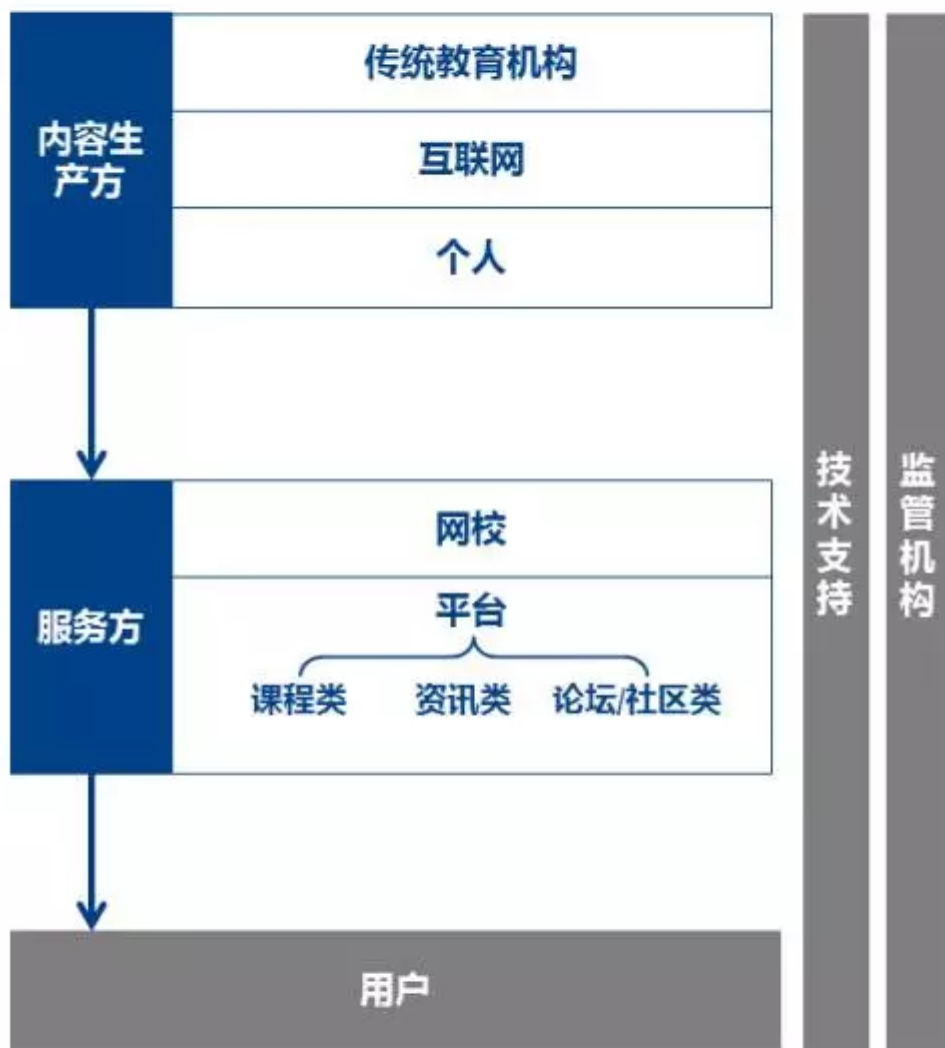 传统教育机构
内容生
产方
互联网
个人
网校
服务方
平台
课程类 资讯类 论坛/社区类
用户
技术支持
监管机构